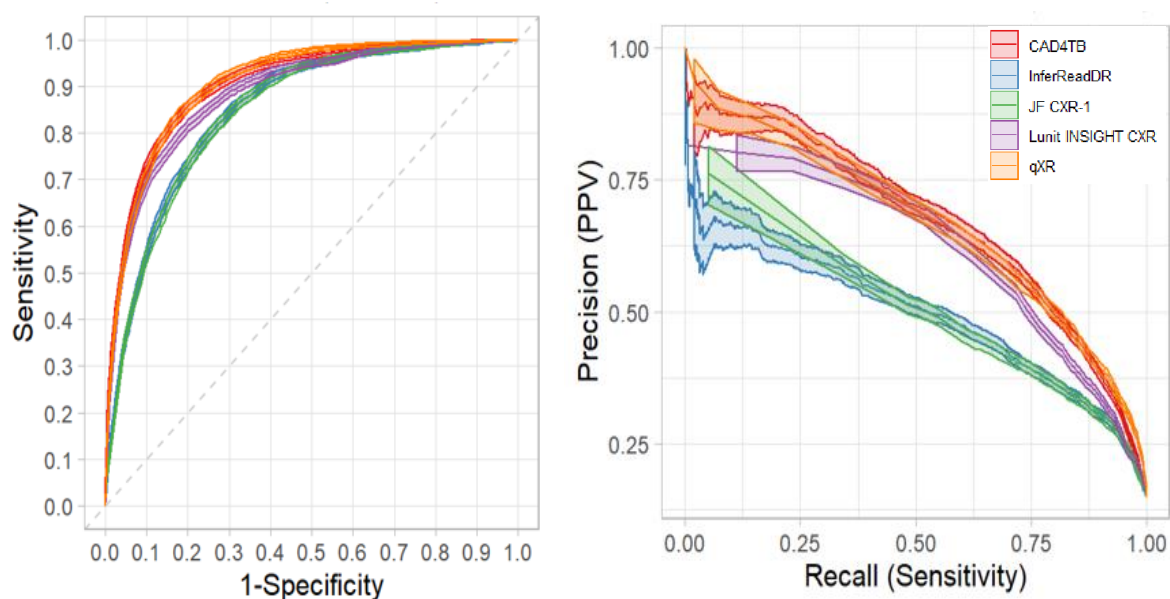 Sensitivity
1.0
0.9
0.8
0.7
0.6
0.5
0.4
0.3
0.2
0.1
0.0
0.0 0.1 0.2 0.3 0.4 0.5 0.6 0.7 0.8 0.9 1.0
1-Specificity
Precision (PPV)
1.00
0.75
0.50
0.25
CAD4TB
InferReadDR
JF CXR-1
Lunit INSIGHT CXR
qXR
0.00 0.25 0.50 0.75 1.00
Recall (Sensitivity)